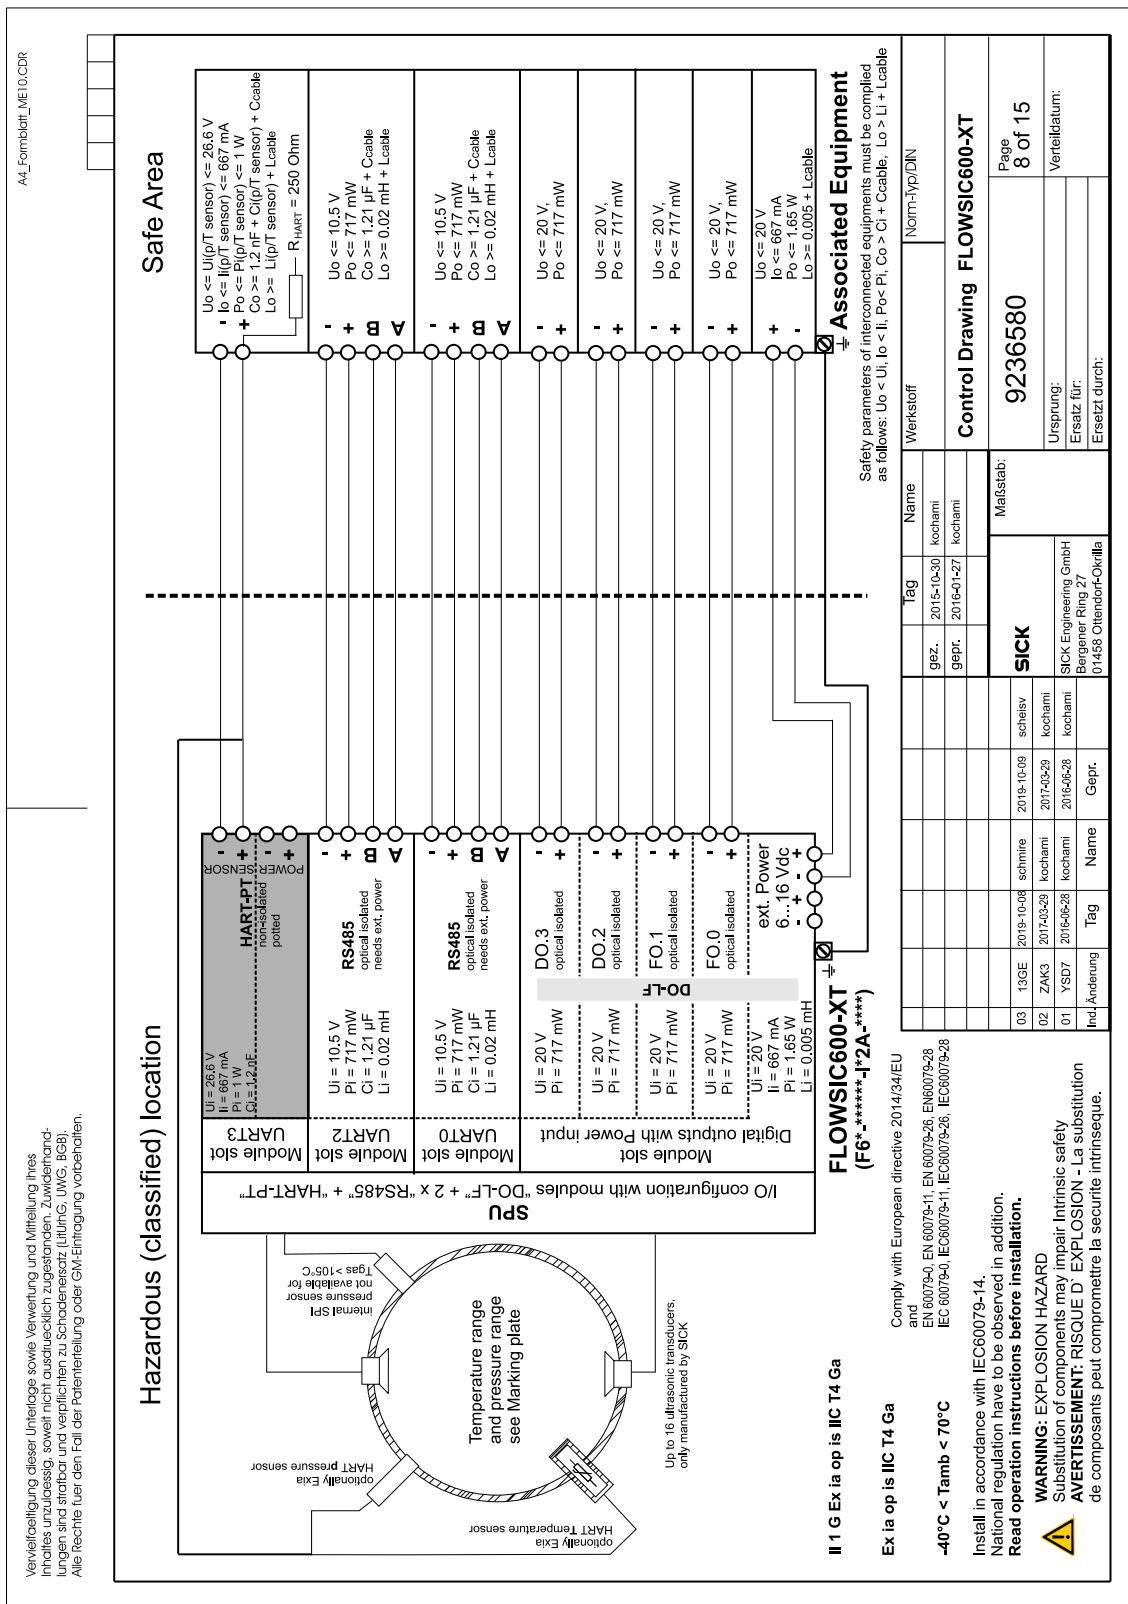 Vervielfaeltigung dieser Unterlage sowie Verwertung und Mitteilung ihres
Inhaltes unzulaessig, soweit nicht ausdruecklich zugestanden. Zuwiderhand-
lungen sind strafbar und verpflichten zu Schadenersatz (LitUrhG, UWG, BGB).
Alle Rechte fuer den Fall der Patenterteilung oder GM-Eintragung vorbehalten.
A4_Formblatt_ME10.CDR
Hazardous (classified) location
Safe Area
optionally Exia
HART Temperature sensor
optionally Exia
HART pressure sensor
internal SPI
pressure sensor
not available for
Tgas >105°C
Temperature range
and pressure range
see Marking plate
Up to 16 ultrasonic transducers,
only manufactured by SICK
SPU
I/O configuration with modules "DO-LF" + 2 x "RS485" + "HART-PT"
Module slot
UART3
Ui = 26.6 V
Ii = 667 mA
Pi = 1 W
Ci = 1.2 nF
HART-PT
non-isolated
potted
SENSOR
POWER
-
+
-
+
Module slot
UART2
Ui = 10.5 V
Pi = 717 mW
Ci = 1.21 µF
Li = 0.02 mH
RS485
optical isolated
needs ext. power
-
+
B
A
Module slot
UART0
Ui = 10.5 V
Pi = 717 mW
Ci = 1.21 µF
Li = 0.02 mH
RS485
optical isolated
needs ext. power
-
+
B
A
Module slot
Digital outputs with Power input
DO-LF
Ui = 20 V
Pi = 717 mW
DO.3
optical isolated
-
+
Ui = 20 V
Pi = 717 mW
DO.2
optical isolated
-
+
Ui = 20 V
Pi = 717 mW
FO.1
optical isolated
-
+
Ui = 20 V
Pi = 717 mW
FO.0
optical isolated
-
+
Ui = 20 V
Ii = 667 mA
Pi = 1.65 W
Li = 0.005 mH
ext. Power
6...16 Vdc
- + - +
FLOWSIC600-XT
(F6*-******-I*2A-****)
-
+
Uo <= Ui(p/T sensor) <= 26.6 V
Io <= Ii(p/T sensor) <= 667 mA
Po <= Pi(p/T sensor) <= 1 W
Co >= 1.2 nF + Ci(p/T sensor) + Ccable
Lo >= Li(p/T sensor) + Lcable
RHART = 250 Ohm
-
+
B
A
Uo <= 10.5 V
Po <= 717 mW
Co >= 1.21 µF + Ccable
Lo >= 0.02 mH + Lcable
-
+
B
A
Uo <= 10.5 V
Po <= 717 mW
Co >= 1.21 µF + Ccable
Lo >= 0.02 mH + Lcable
-
+
Uo <= 20 V,
Po <= 717 mW
-
+
Uo <= 20 V,
Po <= 717 mW
-
+
Uo <= 20 V,
Po <= 717 mW
-
+
Uo <= 20 V,
Po <= 717 mW
+
-
Uo <= 20 V
Io <= 667 mA
Po <= 1.65 W
Lo >= 0.005 + Lcable
Associated Equipment
Safety parameters of interconnected equipments must be complied
as follows: Uo < Ui, Io < Ii, Po< Pi, Co > Ci + Ccable, Lo > Li + Lcable
II 1 G Ex ia op is IIC T4 Ga
Ex ia op is IIC T4 Ga
-40°C < Tamb < 70°C
Comply with European directive 2014/34/EU
and
EN 60079-0, EN 60079-11, EN 60079-26, EN60079-28
IEC 60079-0, IEC60079-11, IEC60079-26, IEC60079-28
Install in accordance with IEC60079-14.
National regulation have to be observed in addition.
Read operation instructions before installation.
WARNING: EXPLOSION HAZARD
Substitution of components may impair Intrinsic safety
AVERTISSEMENT: RISQUE D` EXPLOSION - La substitution
de composants peut compromettre la securite intrinseque.
03 13GE 2019-10-08 schmire 2019-10-09 scheisv
02 ZAK3 2017-03-29 kochami 2017-03-29 kochami
01 YSD7 2016-06-28 kochami 2016-06-28 kochami
Ind. Änderung Tag Name Gepr.
Tag Name
gez. 2015-10-30 kochami
gepr. 2016-01-27 kochami
Werkstoff
Norm-Typ/DIN
Control Drawing FLOWSIC600-XT
SICK
Maßstab:
9236580
Page
8 of 15
SICK Engineering GmbH
Bergener Ring 27
01458 Ottendorf-Okrilla
Ursprung:
Ersatz für:
Ersetzt durch:
Verteildatum: